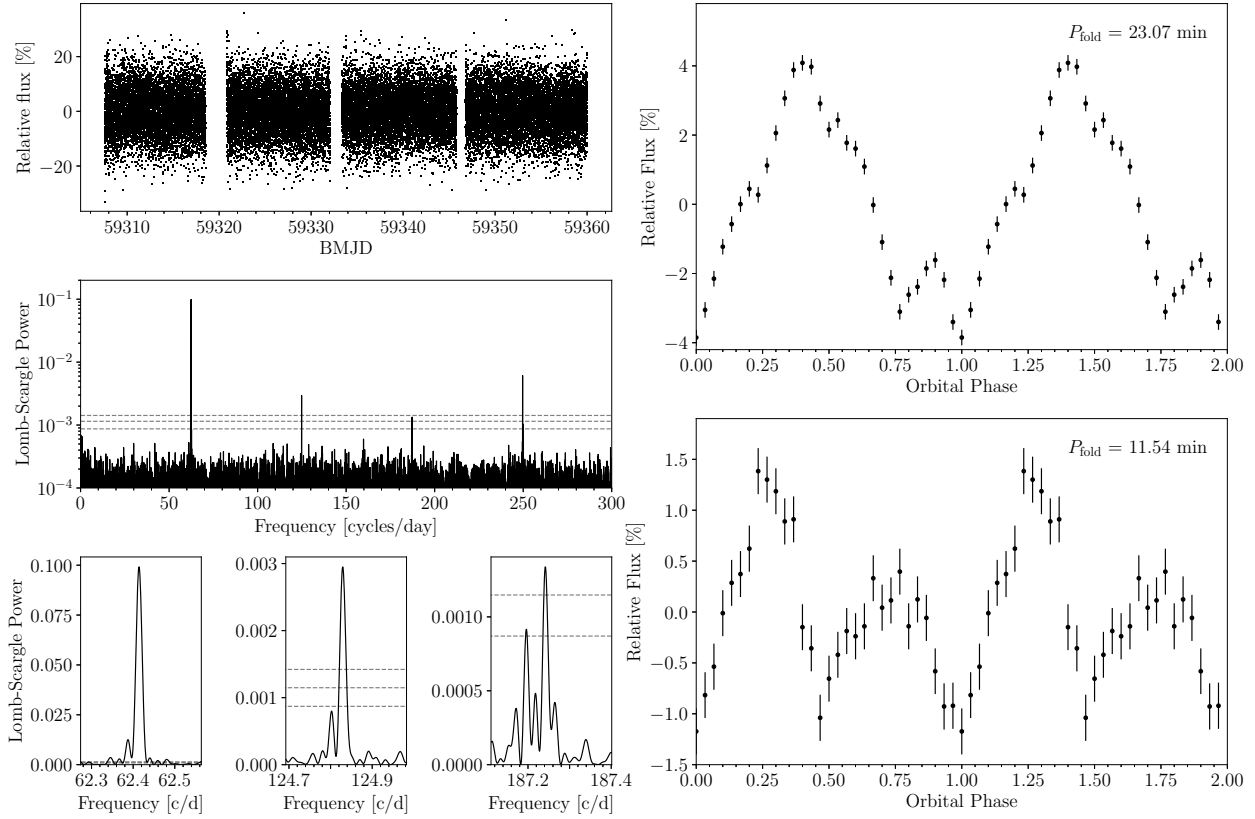 Relative flux [%]
20
0
−20
59310 59320 59330 59340 59350 59360
BMJD
Lomb-Scargle Power
10⁻¹
10⁻²
10⁻³
10⁻⁴
0 50 100 150 200 250 300
Frequency [cycles/day]
Lomb-Scargle Power
0.100
0.075
0.050
0.025
0.000
62.3 62.4 62.5
Frequency [c/d]
0.003
0.002
0.001
0.000
124.7 124.9
Frequency [c/d]
0.0010
0.0005
0.0000
187.2 187.4
Frequency [c/d]
P_fold = 23.07 min
Relative Flux [%]
4
2
0
−2
−4
0.00 0.25 0.50 0.75 1.00 1.25 1.50 1.75 2.00
Orbital Phase
P_fold = 11.54 min
Relative Flux [%]
1.5
1.0
0.5
0.0
−0.5
−1.0
−1.5
0.00 0.25 0.50 0.75 1.00 1.25 1.50 1.75 2.00
Orbital Phase